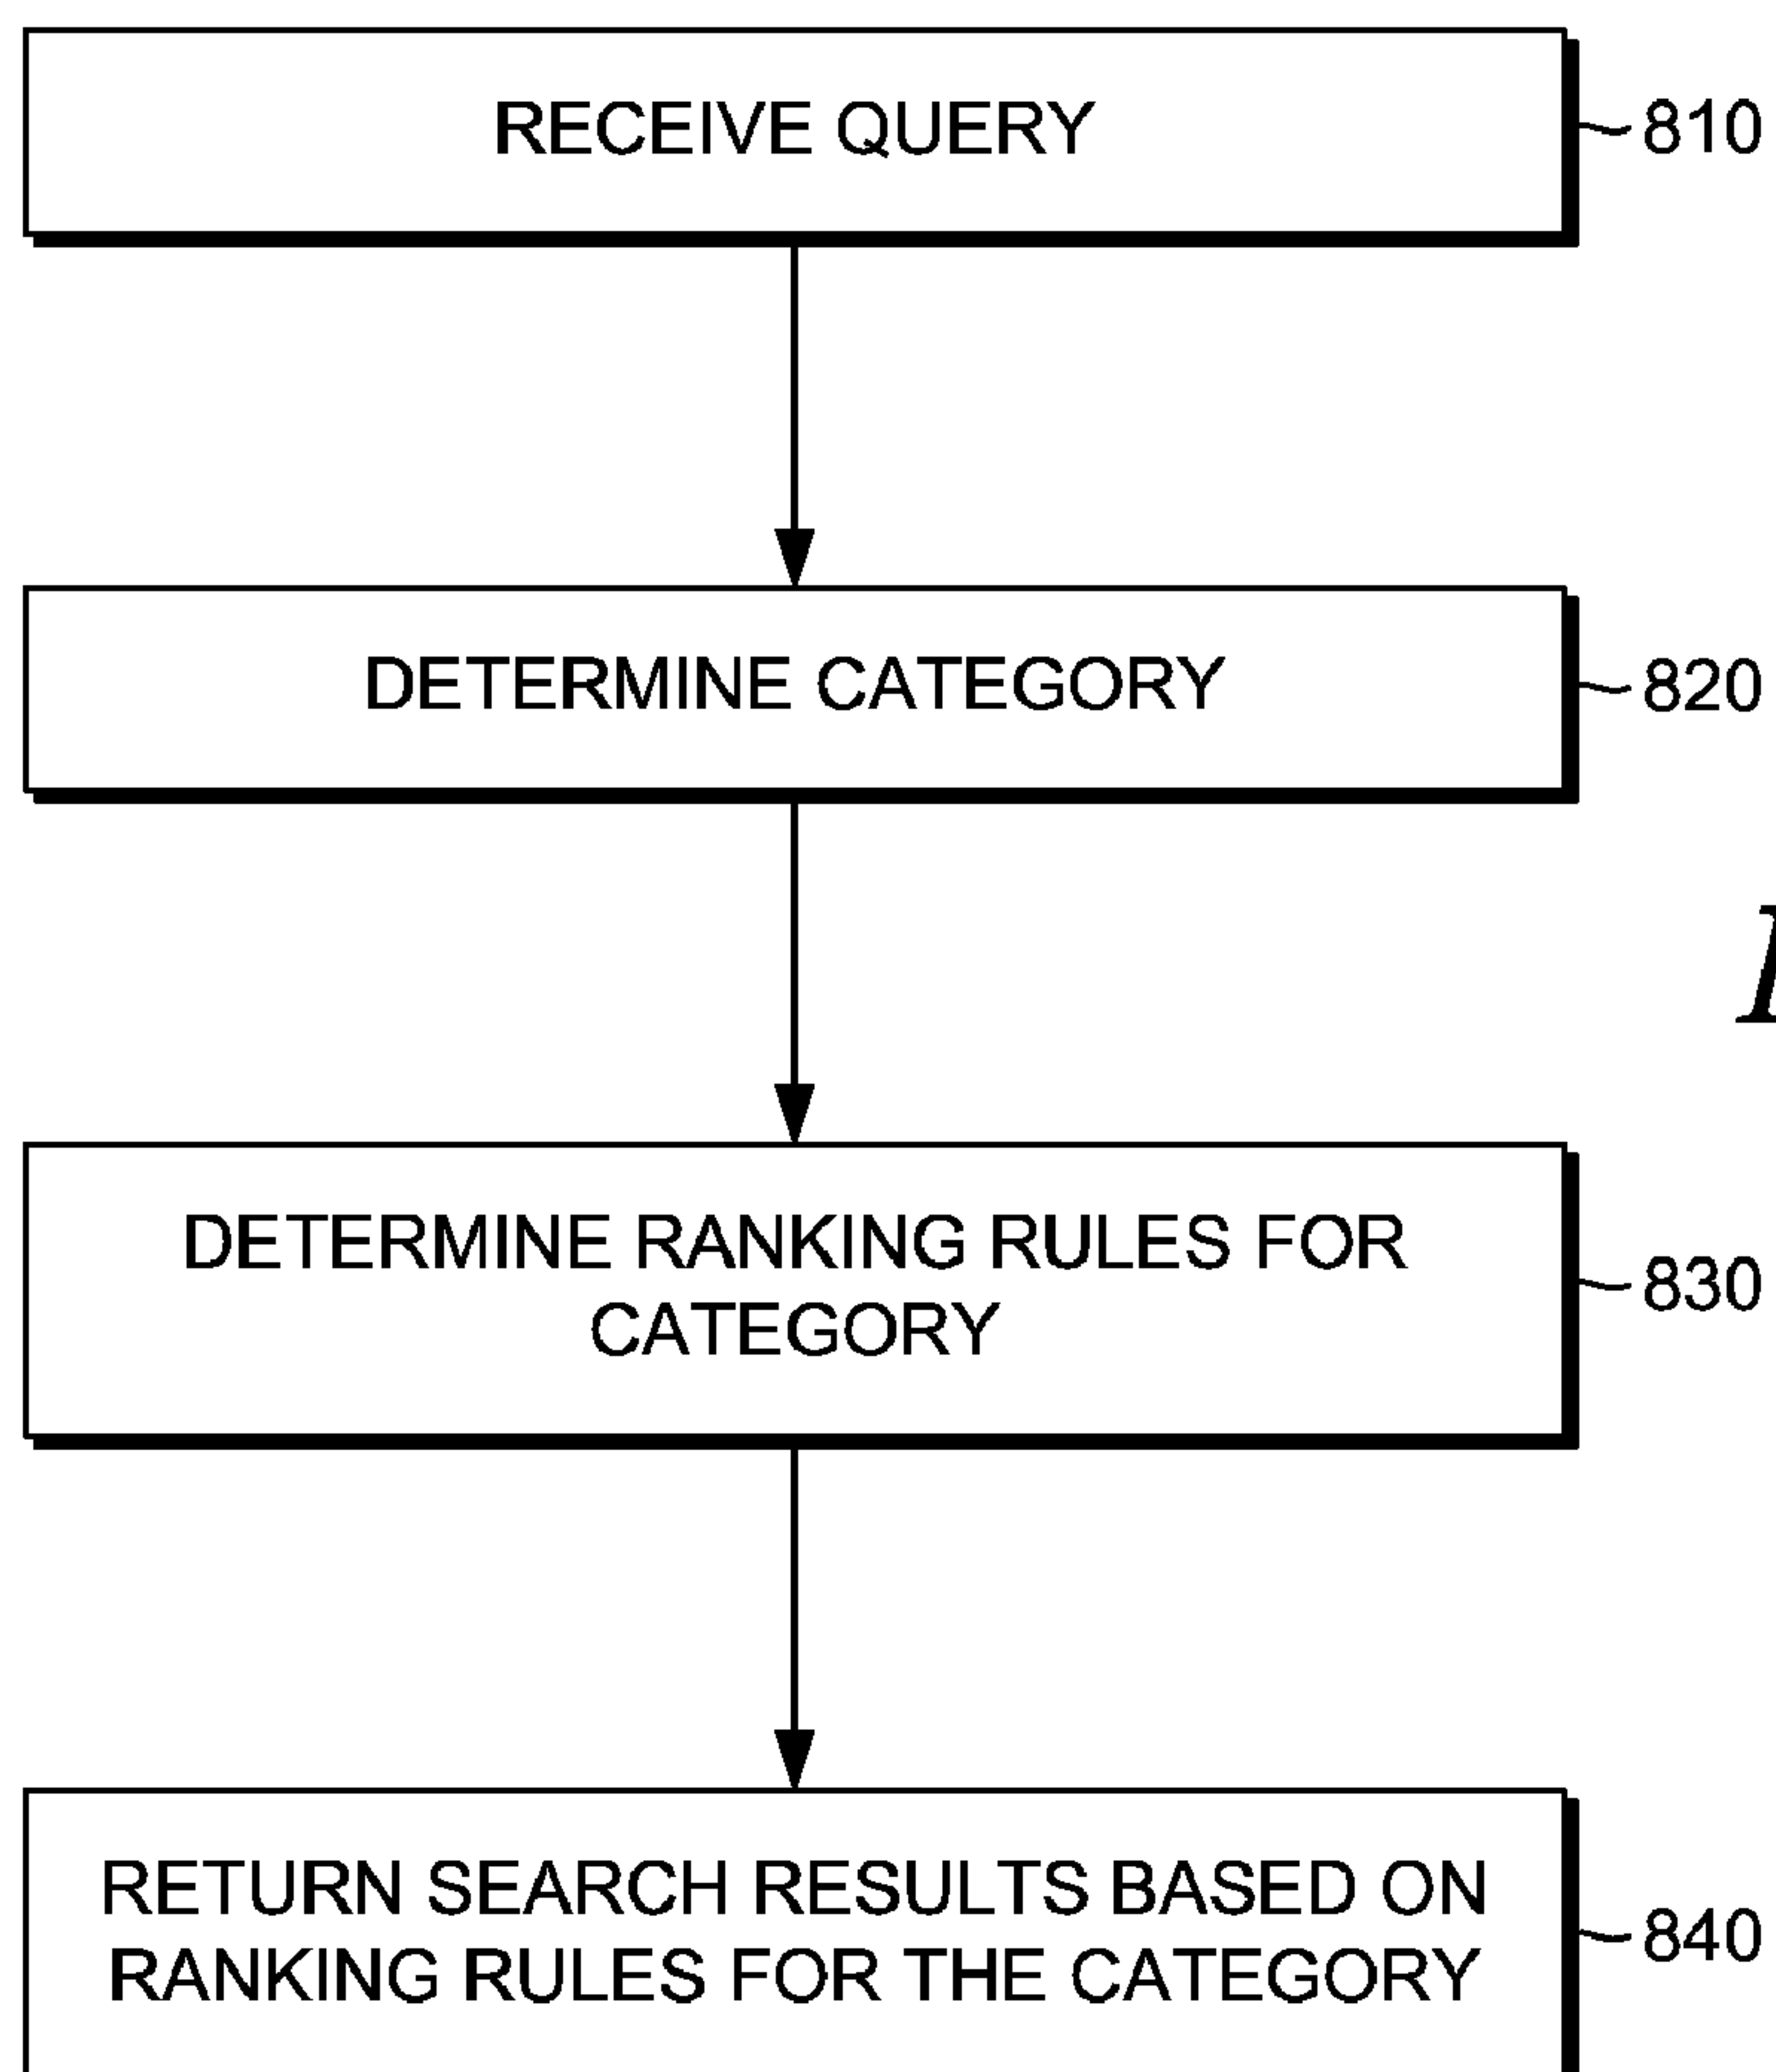 RECEIVE QUERY
810
DETERMINE CATEGORY
820
DETERMINE RANKING RULES FOR
CATEGORY
830
RETURN SEARCH RESULTS BASED ON
RANKING RULES FOR THE CATEGORY
840